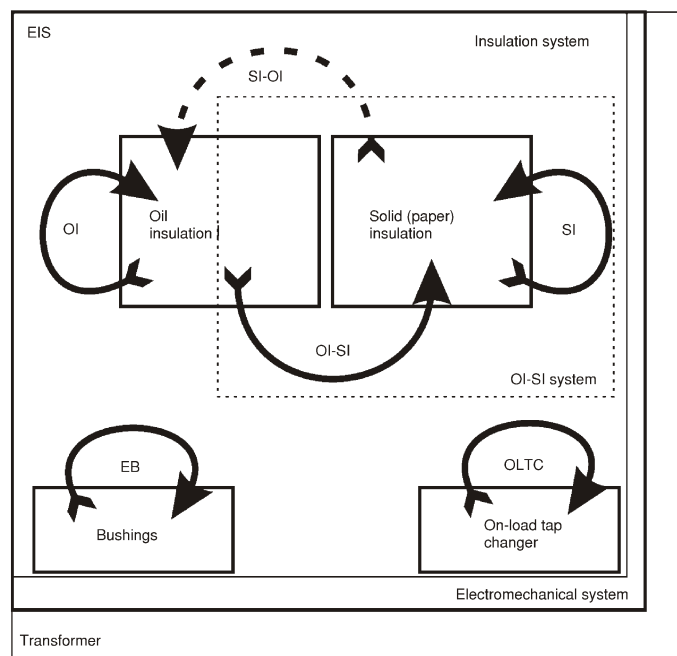 EIS
Insulation system
SI-OI
OI
Oil
insulation
Solid (paper)
insulation
SI
OI-SI
OI-SI system
EB
OLTC
Bushings
On-load tap
changer
Electromechanical system
Transformer